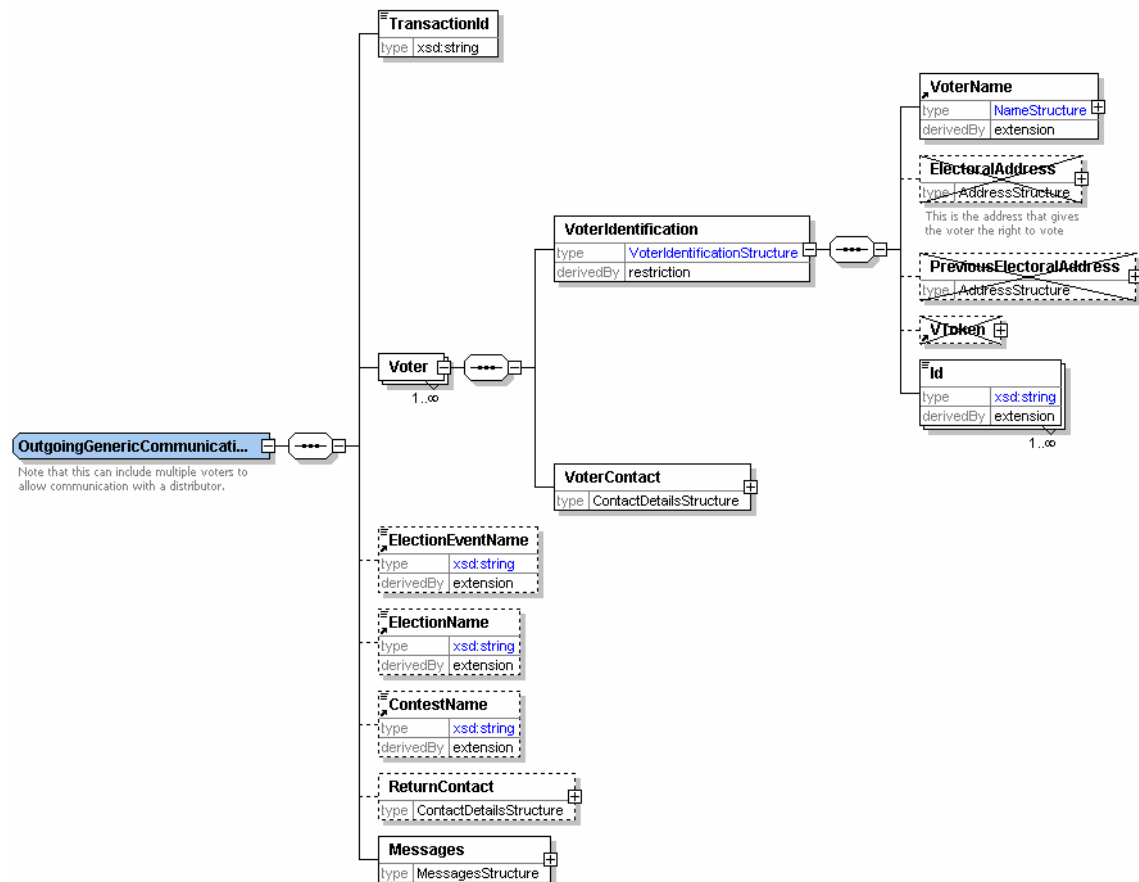 TransactionId
type xsd:string
VoterName
type NameStructure
derivedBy extension
ElectoralAddress
type AddressStructure
This is the address that gives
the voter the right to vote
VoterIdentification
type VoterIdentificationStructure
derivedBy restriction
PreviousElectoralAddress
type AddressStructure
VToken
Voter
1..∞
Id
type xsd:string
derivedBy extension
1..∞
OutgoingGenericCommunicati...
Note that this can include multiple voters to
allow communication with a distributor.
VoterContact
type ContactDetailsStructure
ElectionEventName
type xsd:string
derivedBy extension
ElectionName
type xsd:string
derivedBy extension
ContestName
type xsd:string
derivedBy extension
ReturnContact
type ContactDetailsStructure
Messages
type MessagesStructure